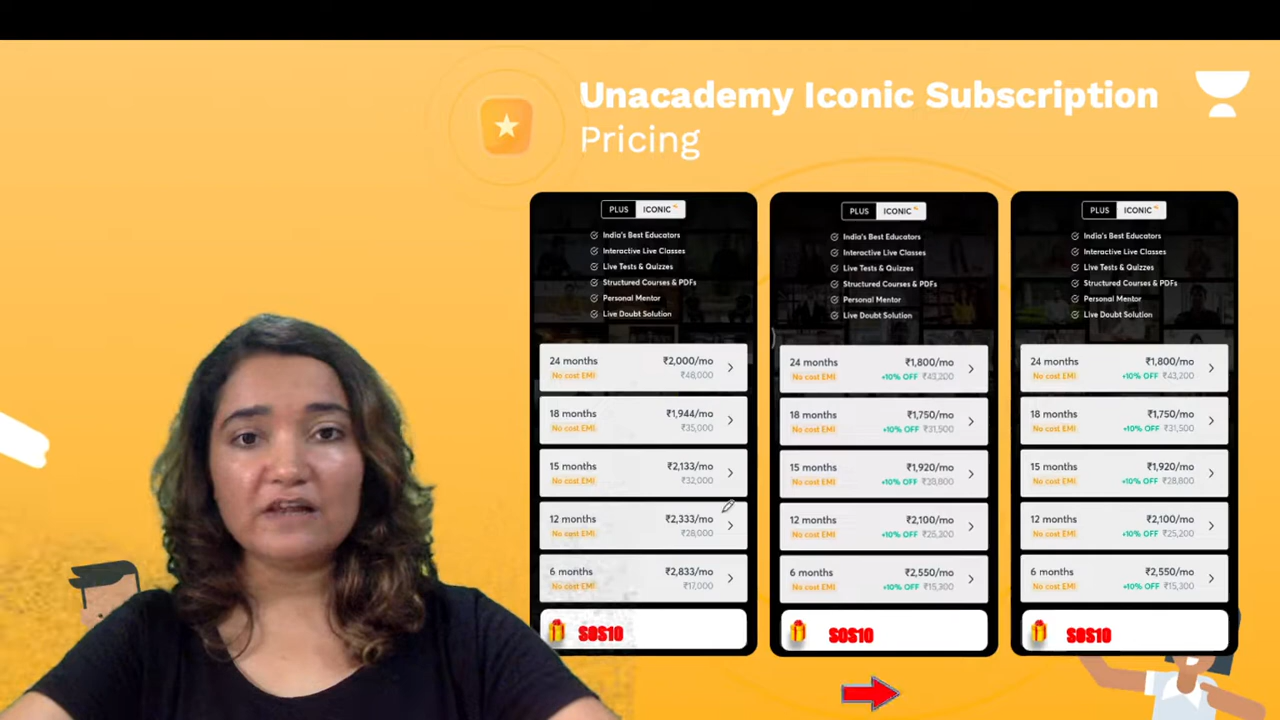 Unacademy Iconic Subscription
Pricing
PLUS ICONIC
India's Best Educators
Interactive Live Classes
Live Tests & Quizzes
Structured Courses & PDFs
Personal Mentor
Live Doubt Solution
24 months ₹2,000/mo
No cost EMI ₹48,000
18 months ₹1,944/mo
No cost EMI ₹35,000
15 months ₹2,133/mo
No cost EMI ₹32,000
12 months ₹2,333/mo
No cost EMI ₹28,000
6 months ₹2,833/mo
No cost EMI ₹17,000
SOS10
PLUS ICONIC
India's Best Educators
Interactive Live Classes
Live Tests & Quizzes
Structured Courses & PDFs
Personal Mentor
Live Doubt Solution
24 months ₹1,800/mo
No cost EMI +10% OFF ₹43,200
18 months ₹1,750/mo
No cost EMI +10% OFF ₹31,500
15 months ₹1,920/mo
No cost EMI +10% OFF
12 months ₹2,100/mo
No cost EMI +10% OFF
6 months ₹2,550/mo
No cost EMI +10% OFF ₹15,300
SOS10
PLUS ICONIC
India's Best Educators
Interactive Live Classes
Live Tests & Quizzes
Structured Courses & PDFs
Personal Mentor
Live Doubt Solution
24 months ₹1,800/mo
No cost EMI +10% OFF ₹43,200
18 months ₹1,750/mo
No cost EMI +10% OFF ₹31,500
15 months ₹1,920/mo
No cost EMI +10% OFF ₹28,800
12 months ₹2,100/mo
No cost EMI +10% OFF ₹25,200
6 months ₹2,550/mo
No cost EMI +10% OFF ₹15,300
SOS10